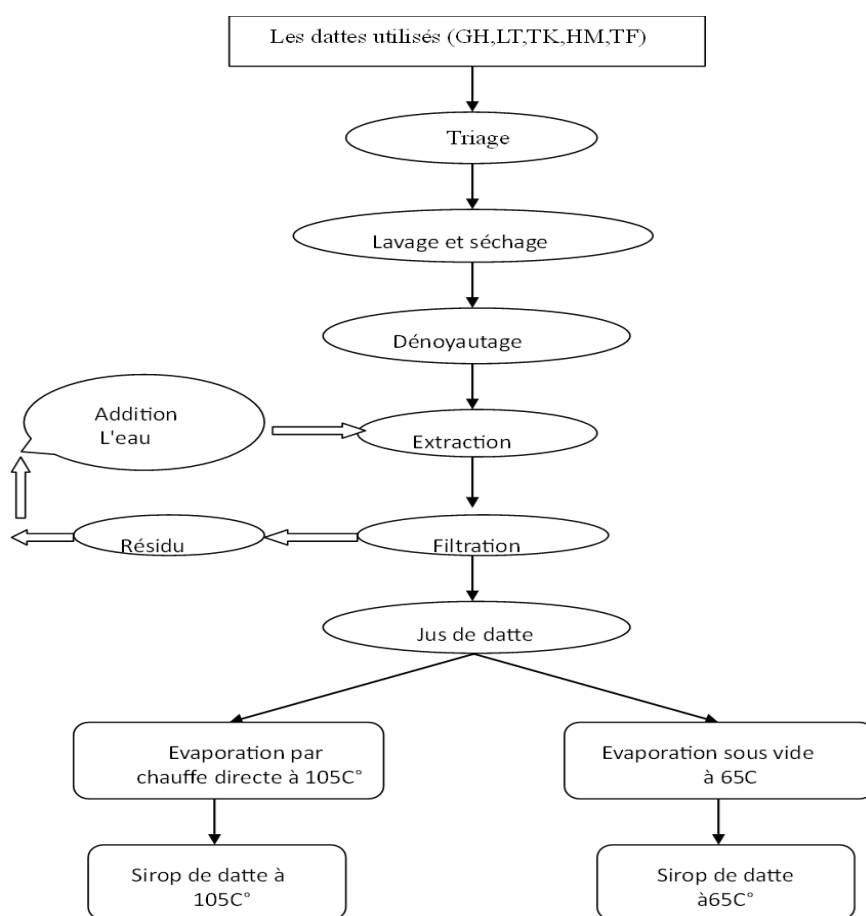 Les dattes utilisés (GH,LT,TK,HM,TF)
Triage
Lavage et séchage
Dénoyautage
Addition
L'eau
Extraction
Résidu
Filtration
Jus de datte
Evaporation par
chauffe directe à 105C°
Evaporation sous vide
à 65C
Sirop de datte à
105C°
Sirop de datte
à65C°